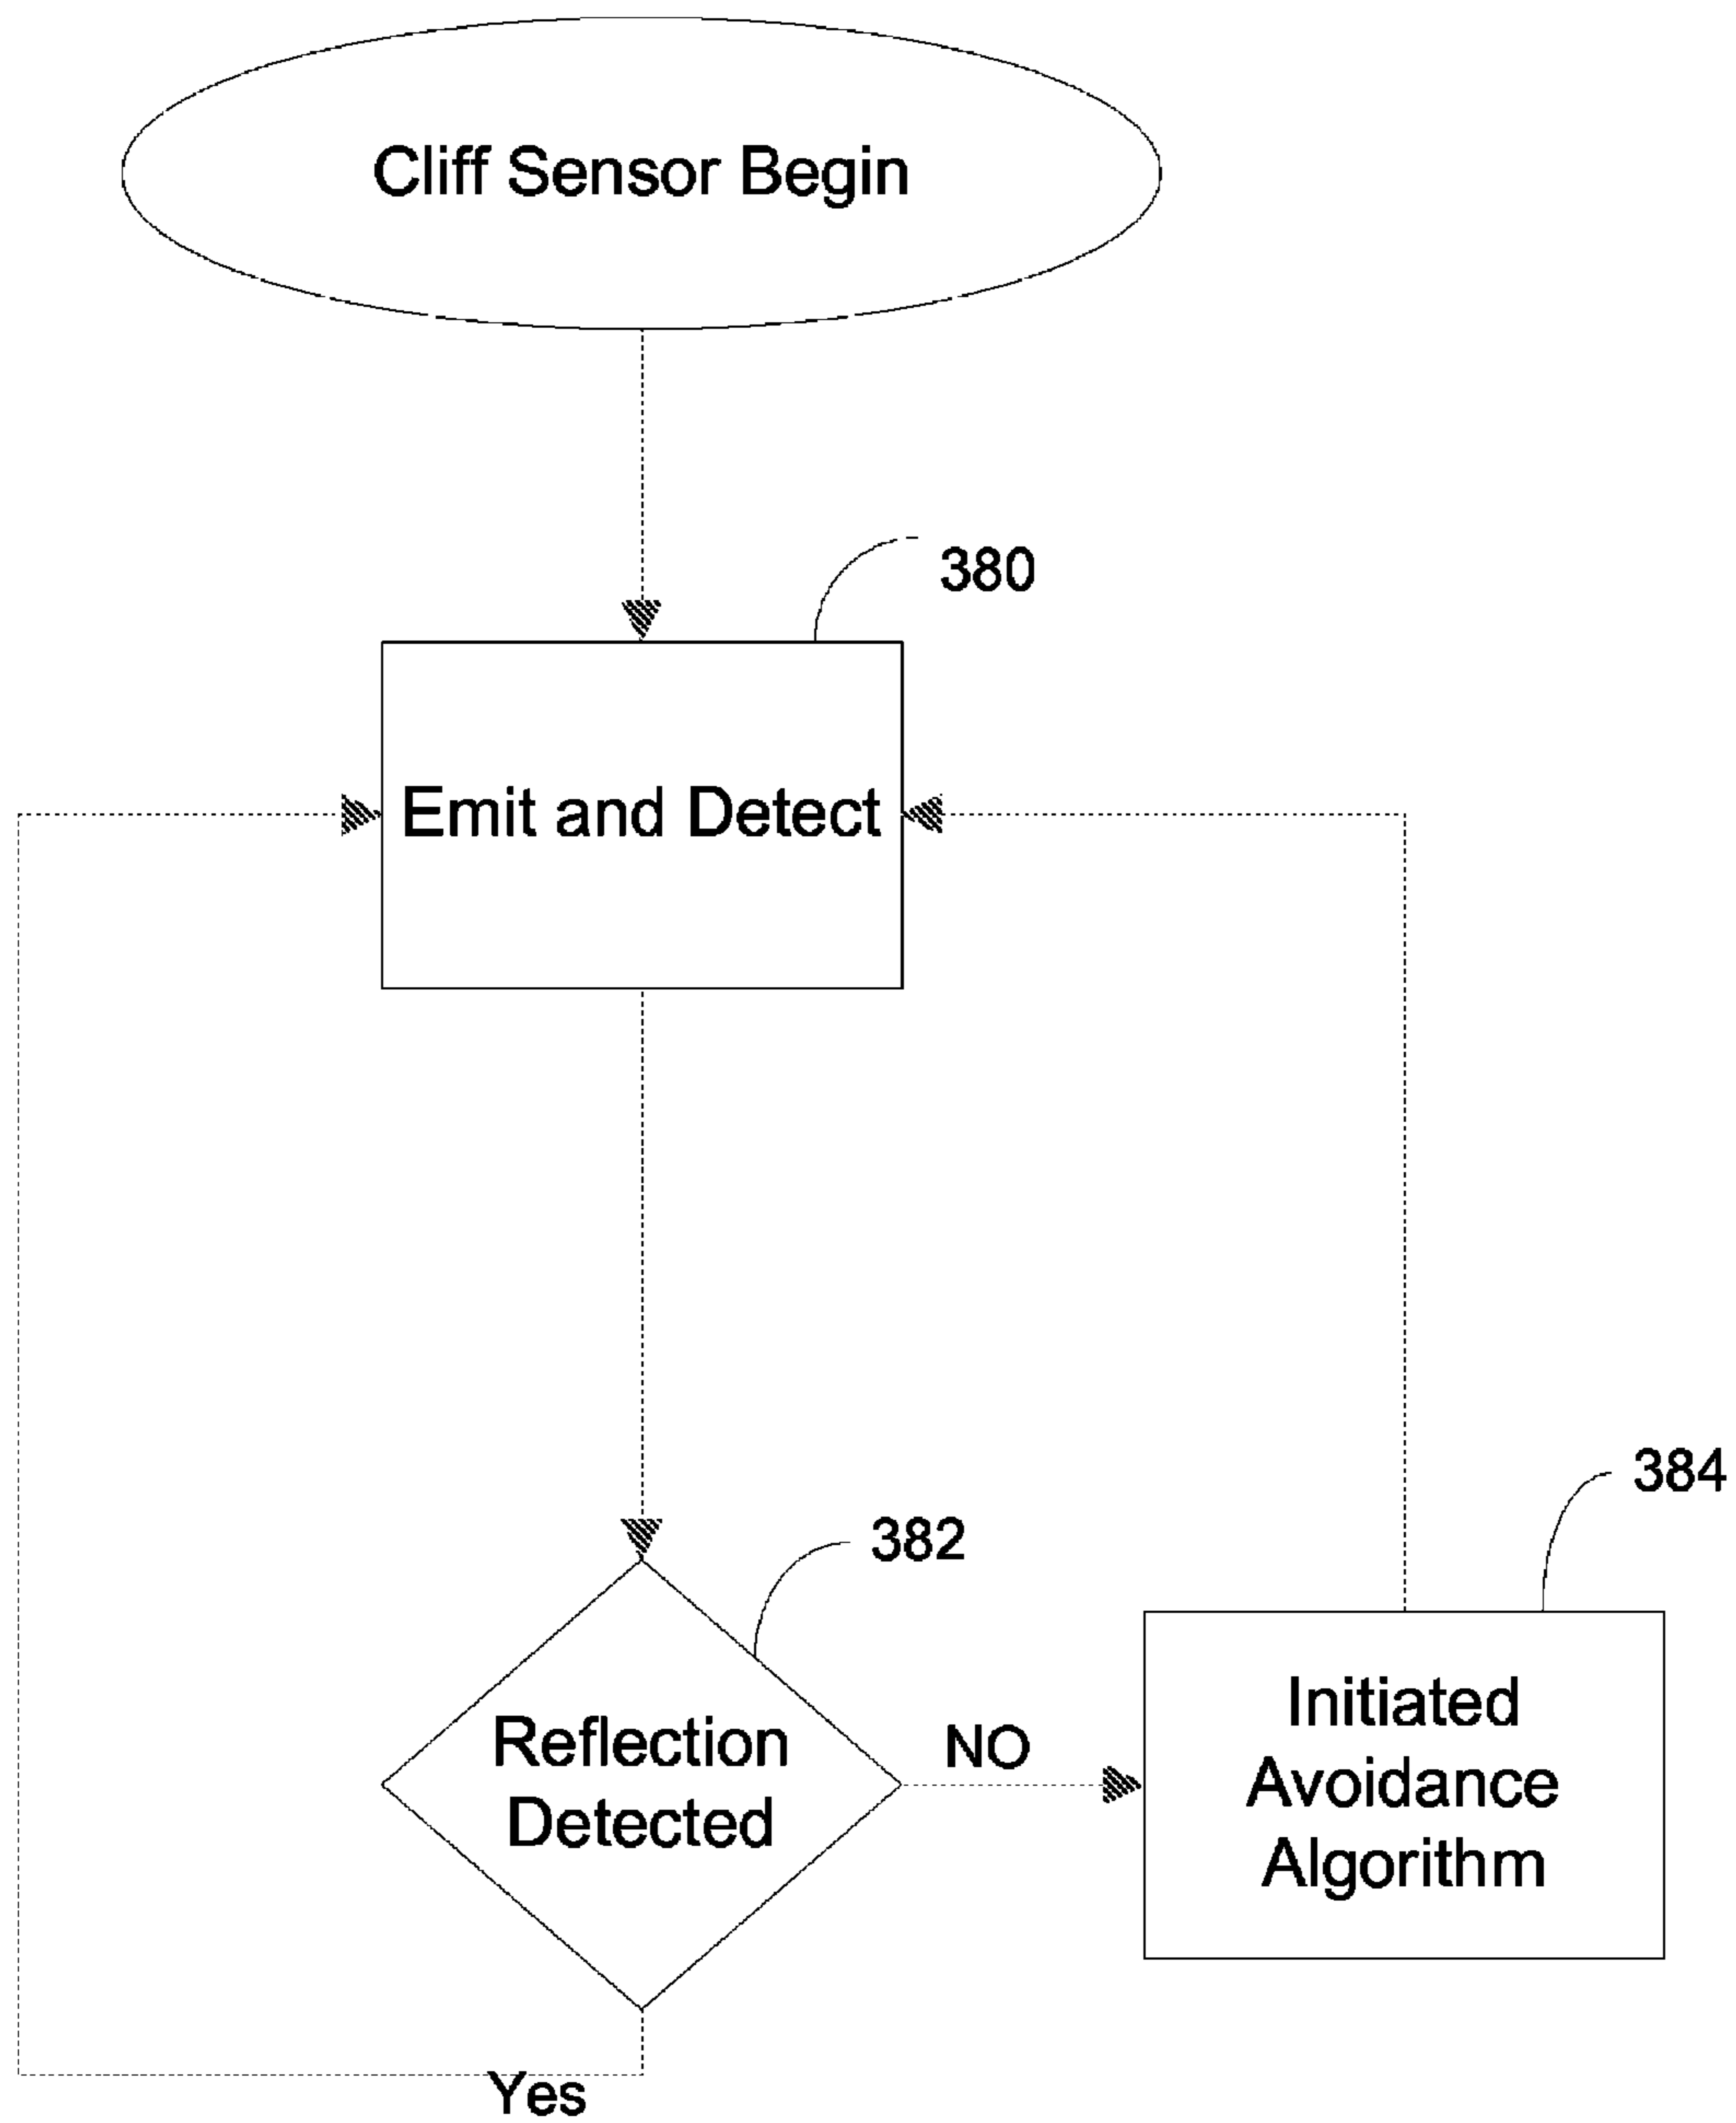 Cliff Sensor Begin
380
Emit and Detect
384
382
Reflection
Detected
NO
Initiated
Avoidance
Algorithm
Yes